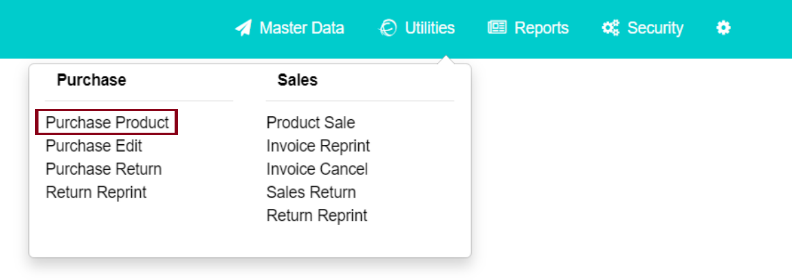 Master Data Utilities Reports Security
Purchase
Purchase Product
Purchase Edit
Purchase Return
Return Reprint
Sales
Product Sale
Invoice Reprint
Invoice Cancel
Sales Return
Return Reprint